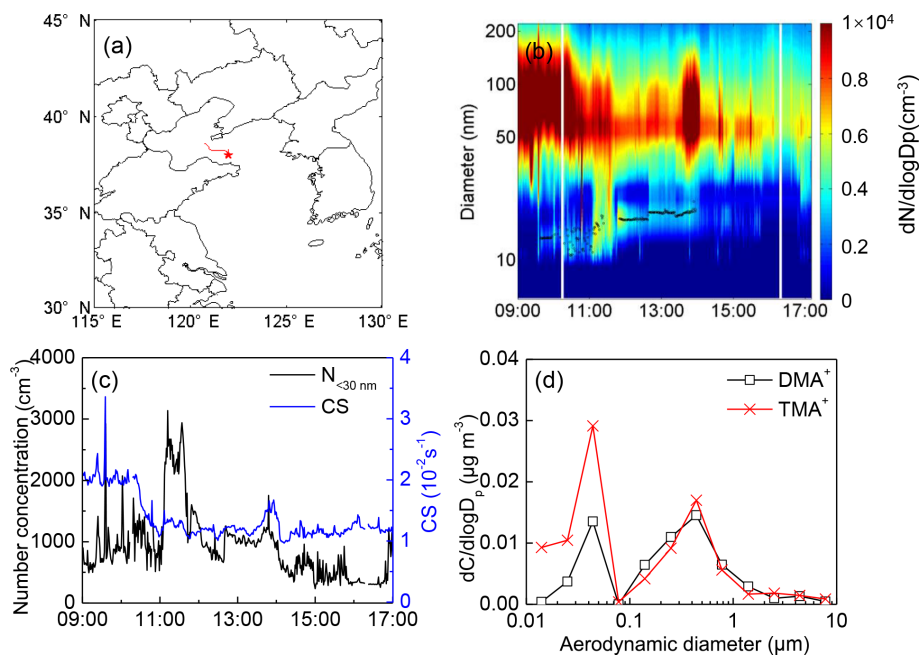 (a)
45° N
40° N
35° N
30° N
115° E
120° E
125° E
130° E
(b)
Diameter (nm)
200
100
50
10
09:00
11:00
13:00
15:00
17:00
1×10⁴
0.8
0.6
0.4
0.2
0
dN/dlogDp(cm⁻³)
(c)
Number concentration (cm⁻³)
4000
3000
2000
1000
0
N<30 nm
CS
4
3
2
1
0
CS (10⁻²s⁻¹)
09:00
11:00
13:00
15:00
17:00
(d)
dC/dlogDp (µg m⁻³)
0.04
0.03
0.02
0.01
0.00
DMA⁺
TMA⁺
0.01
0.1
1
10
Aerodynamic diameter (µm)